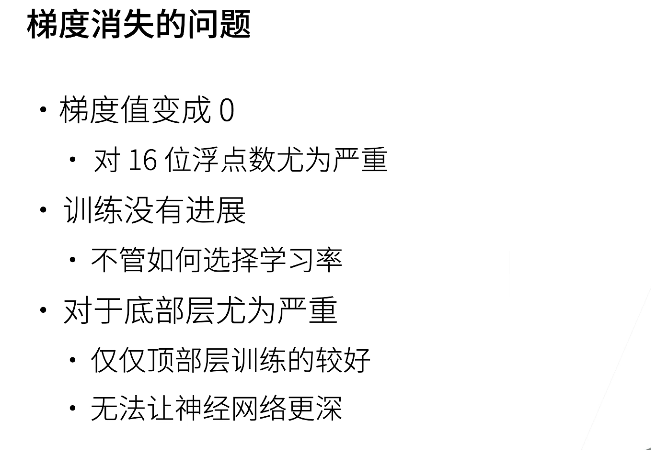 梯度消失的问题
• 梯度值变成 0
• 对 16 位浮点数尤为严重
• 训练没有进展
• 不管如何选择学习率
• 对于底部层尤为严重
• 仅仅顶部层训练的较好
• 无法让神经网络更深